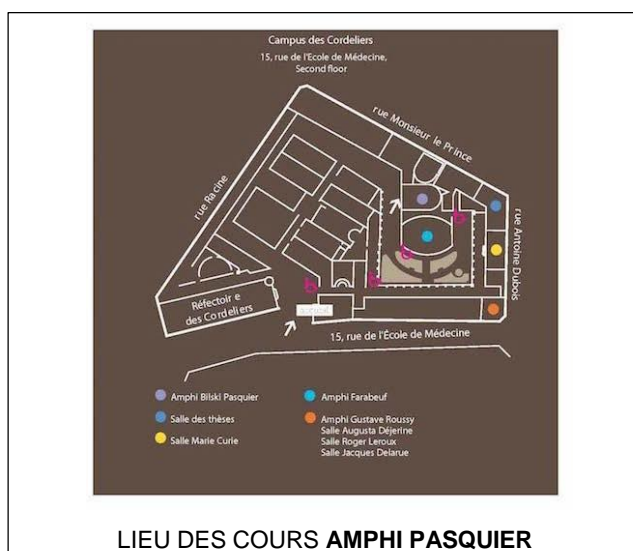 Campus des Cordeliers
15, rue de l'Ecole de Médecine,
Second floor
rue Monsieur le Prince
rue Racine
rue Antoine Dubois
Réfectoir e
des Cordeliers
15, rue de l'École de Médecine
Amphi Bilski Pasquier
Salle des thèses
Salle Marie Curie
Amphi Farabeuf
Amphi Gustave Roussy
Salle Augusta Déjerine
Salle Roger Leroux
Salle Jacques Delarue
LIEU DES COURS AMPHI PASQUIER